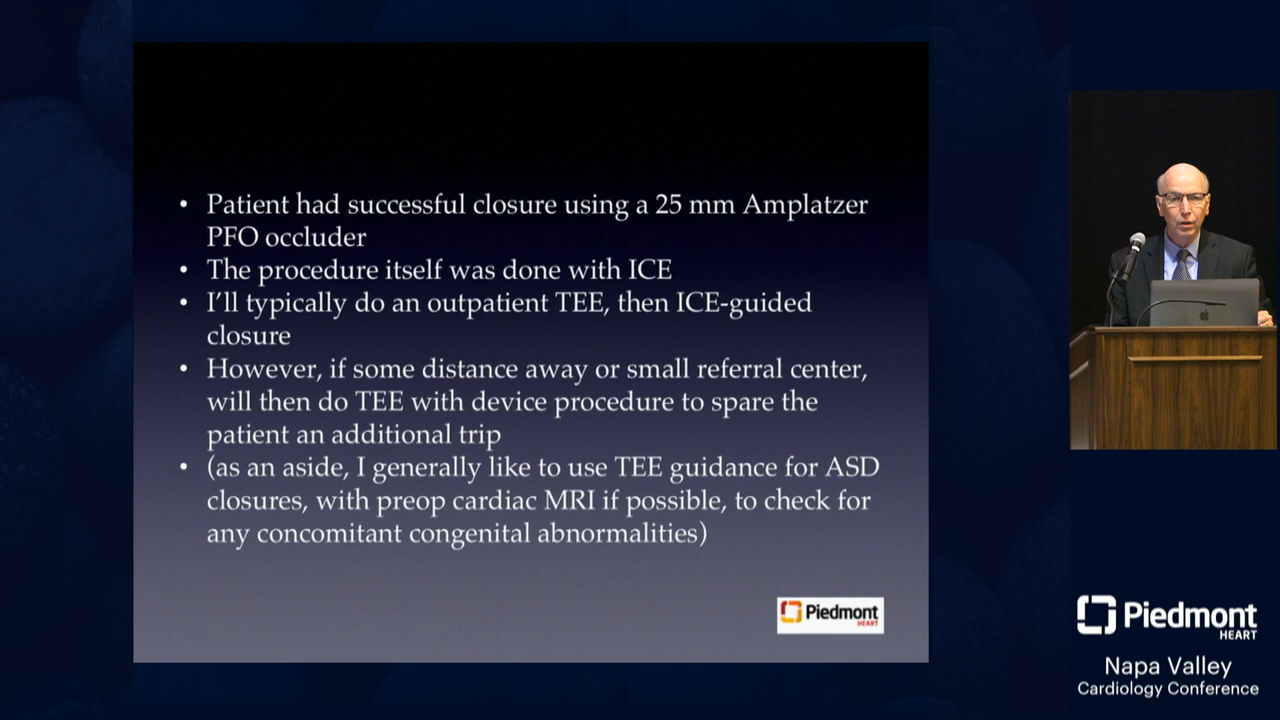 • Patient had successful closure using a 25 mm Amplatzer
PFO occluder
• The procedure itself was done with ICE
• I'll typically do an outpatient TEE, then ICE-guided
closure
• However, if some distance away or small referral center,
will then do TEE with device procedure to spare the
patient an additional trip
• (as an aside, I generally like to use TEE guidance for ASD
closures, with preop cardiac MRI if possible, to check for
any concomitant congenital abnormalities)
Piedmont
HEART
Piedmont
HEART
Napa Valley
Cardiology Conference